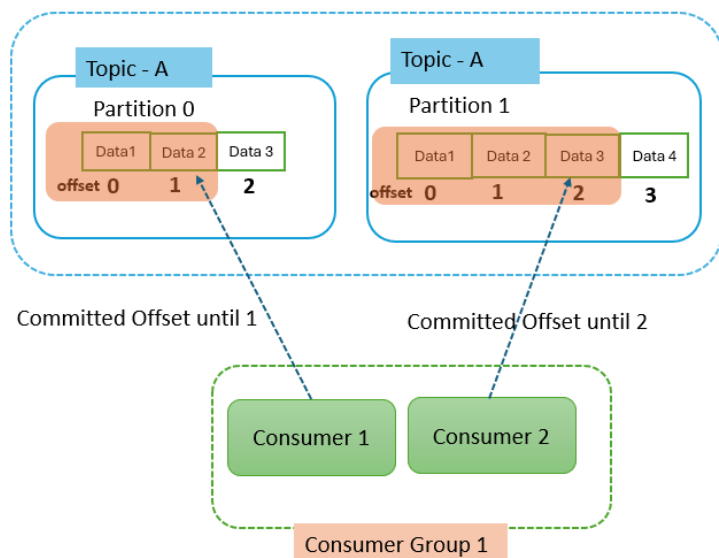 Topic - A
Partition 0
Data1 Data 2 Data 3
offset 0 1 2
Topic - A
Partition 1
Data1 Data 2 Data 3 Data 4
offset 0 1 2 3
Committed Offset until 1
Committed Offset until 2
Consumer 1
Consumer 2
Consumer Group 1